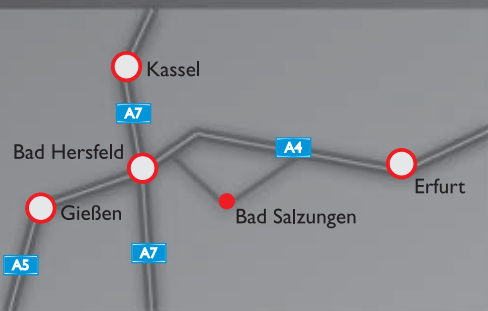 Kassel
A7
A4
Bad Hersfeld
Erfurt
Gießen
Bad Salzungen
A7
A5